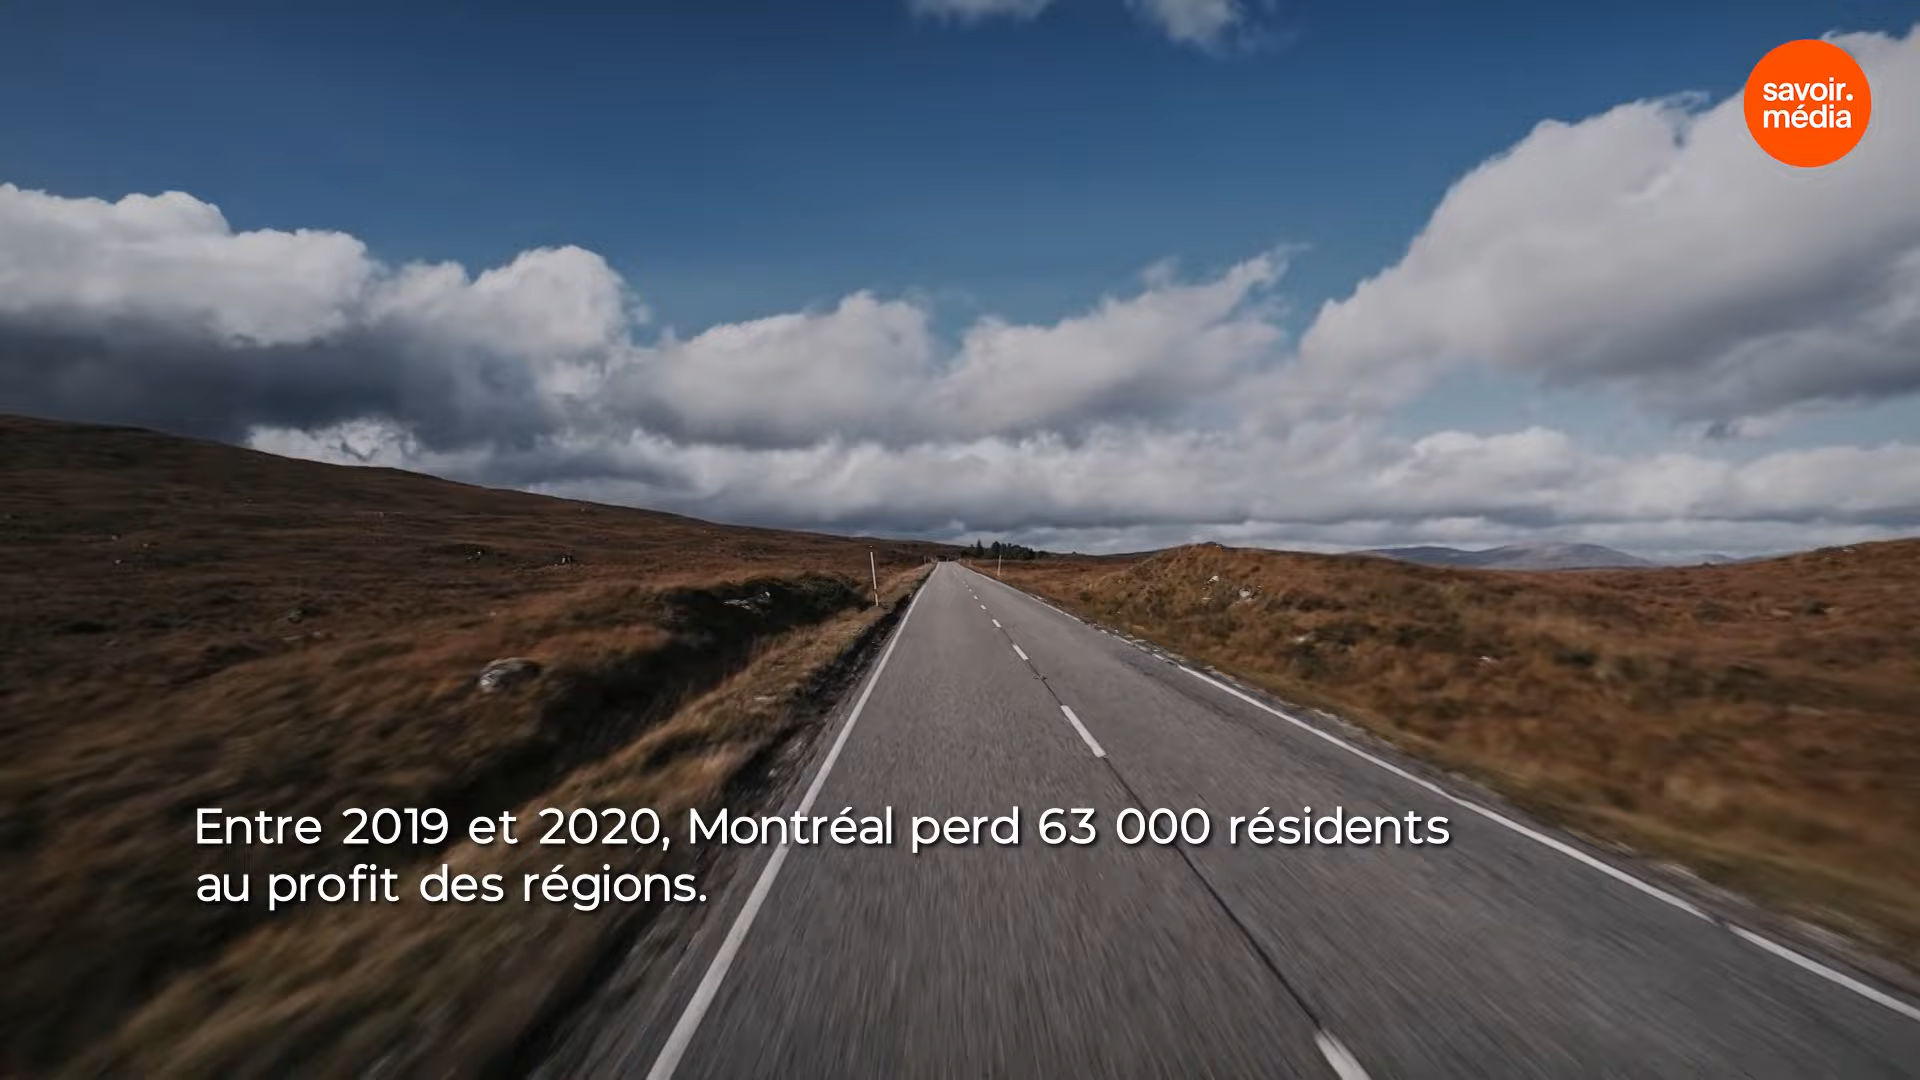 savoir.
média
Entre 2019 et 2020, Montréal perd 63 000 résidents
au profit des régions.